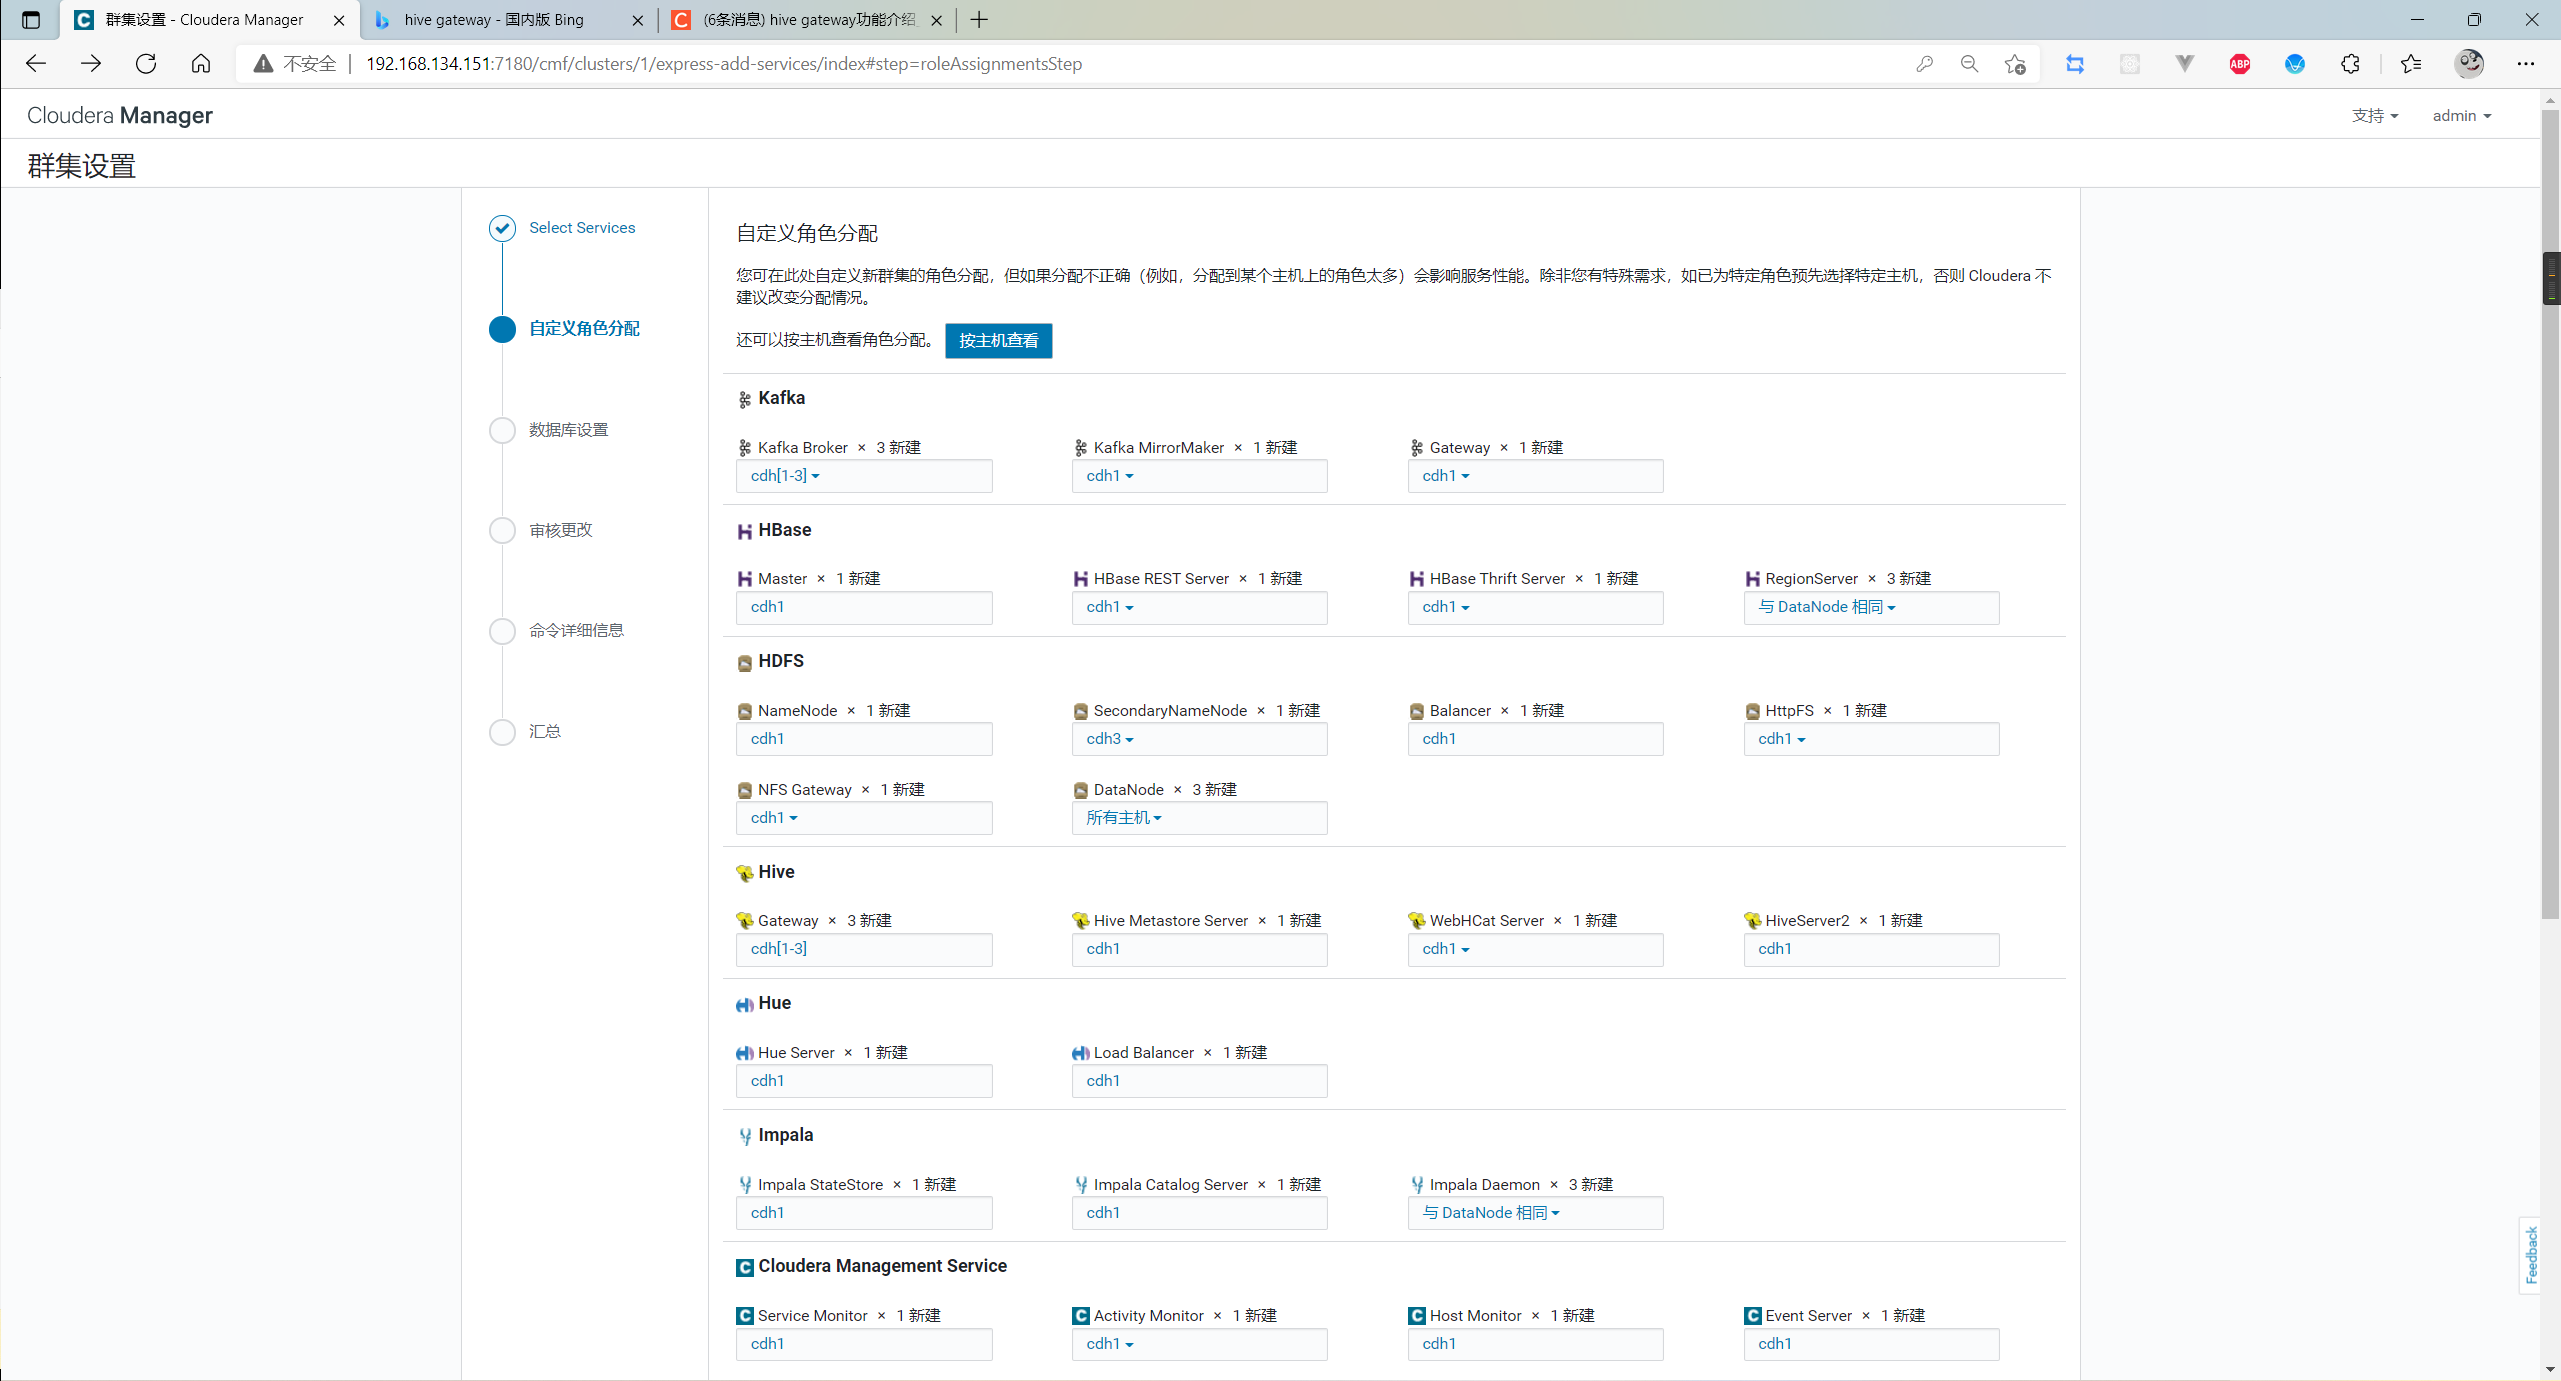 群集设置 - Cloudera Manager
hive gateway - 国内版 Bing
(6条消息) hive gateway功能介绍
不安全
192.168.134.151:7180/cmf/clusters/1/express-add-services/index#step=roleAssignmentsStep
ABP
Cloudera Manager
支持
admin
群集设置
Select Services
自定义角色分配
数据库设置
审核更改
命令详细信息
汇总
自定义角色分配
您可在此处自定义新群集的角色分配，但如果分配不正确（例如，分配到某个主机上的角色太多）会影响服务性能。除非您有特殊需求，如已为特定角色预先选择特定主机，否则 Cloudera 不
建议改变分配情况。
还可以按主机查看角色分配。 按主机查看
Kafka
Kafka Broker × 3 新建 Kafka MirrorMaker × 1 新建 Gateway × 1 新建
cdh[1-3] cdh1 cdh1
HBase
Master × 1 新建 HBase REST Server × 1 新建 HBase Thrift Server × 1 新建 RegionServer × 3 新建
cdh1 cdh1 cdh1 与 DataNode 相同
HDFS
NameNode × 1 新建 SecondaryNameNode × 1 新建 Balancer × 1 新建 HttpFS × 1 新建
cdh1 cdh3 cdh1 cdh1
NFS Gateway × 1 新建 DataNode × 3 新建
cdh1 所有主机
Hive
Gateway × 3 新建 Hive Metastore Server × 1 新建 WebHCat Server × 1 新建 HiveServer2 × 1 新建
cdh[1-3] cdh1 cdh1 cdh1
Hue
Hue Server × 1 新建 Load Balancer × 1 新建
cdh1 cdh1
Impala
Impala StateStore × 1 新建 Impala Catalog Server × 1 新建 Impala Daemon × 3 新建
cdh1 cdh1 与 DataNode 相同
Cloudera Management Service
Service Monitor × 1 新建 Activity Monitor × 1 新建 Host Monitor × 1 新建 Event Server × 1 新建
cdh1 cdh1 cdh1 cdh1
Feedback